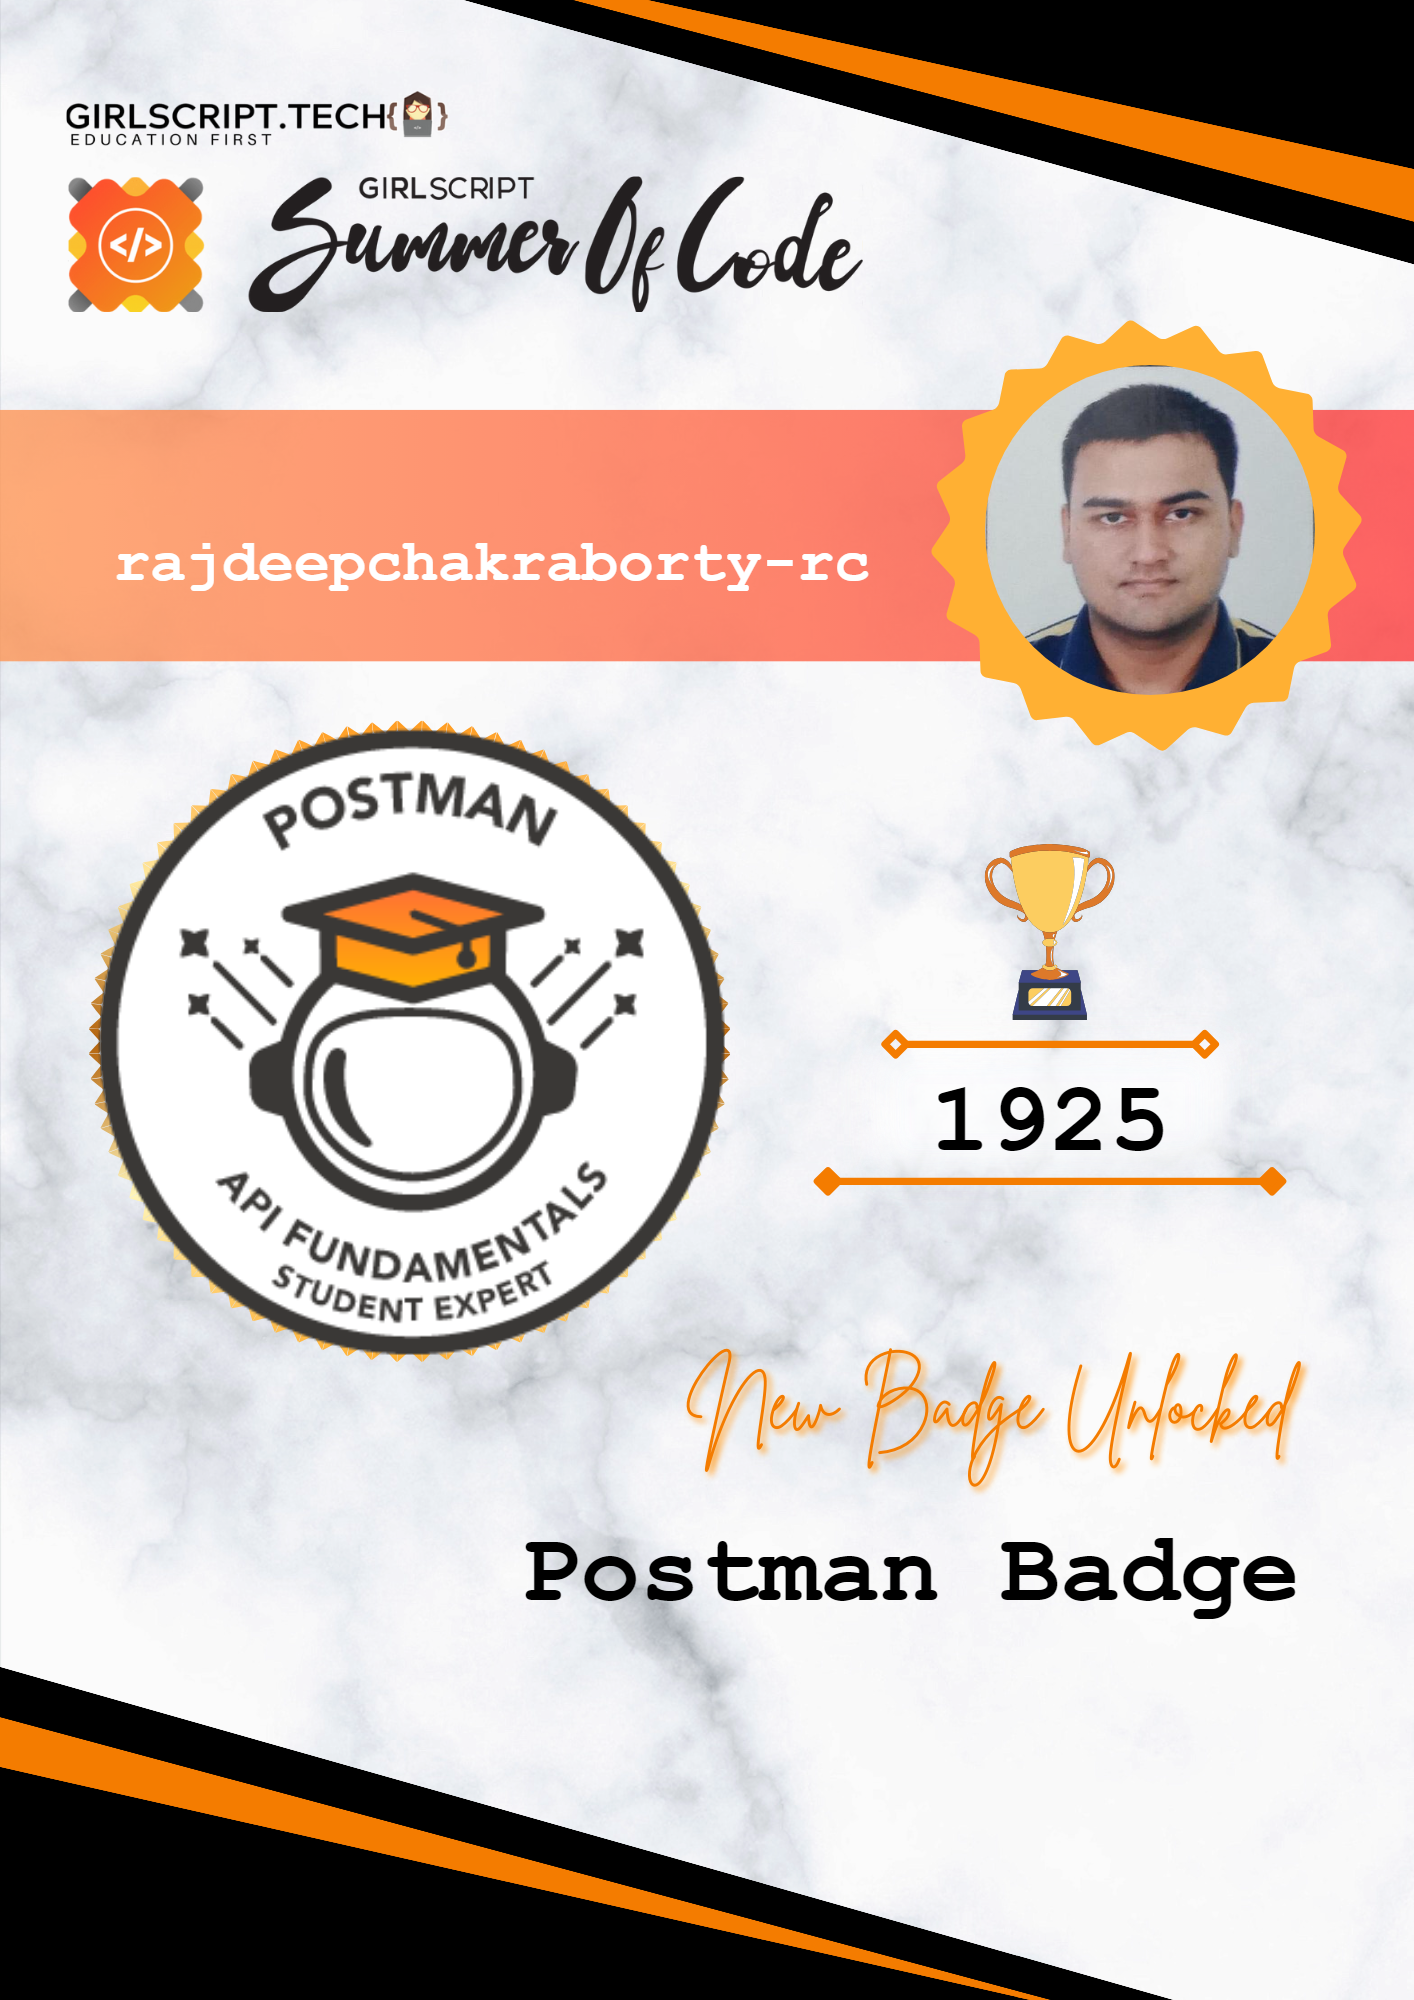 GIRLSCRIPT.TECH{ }
EDUCATION FIRST
GIRLSCRIPT
Summer Of Code
</>
rajdeepchakraborty-rc
POSTMAN
API FUNDAMENTALS
STUDENT EXPERT
1925
New Badge Unlocked
Postman Badge